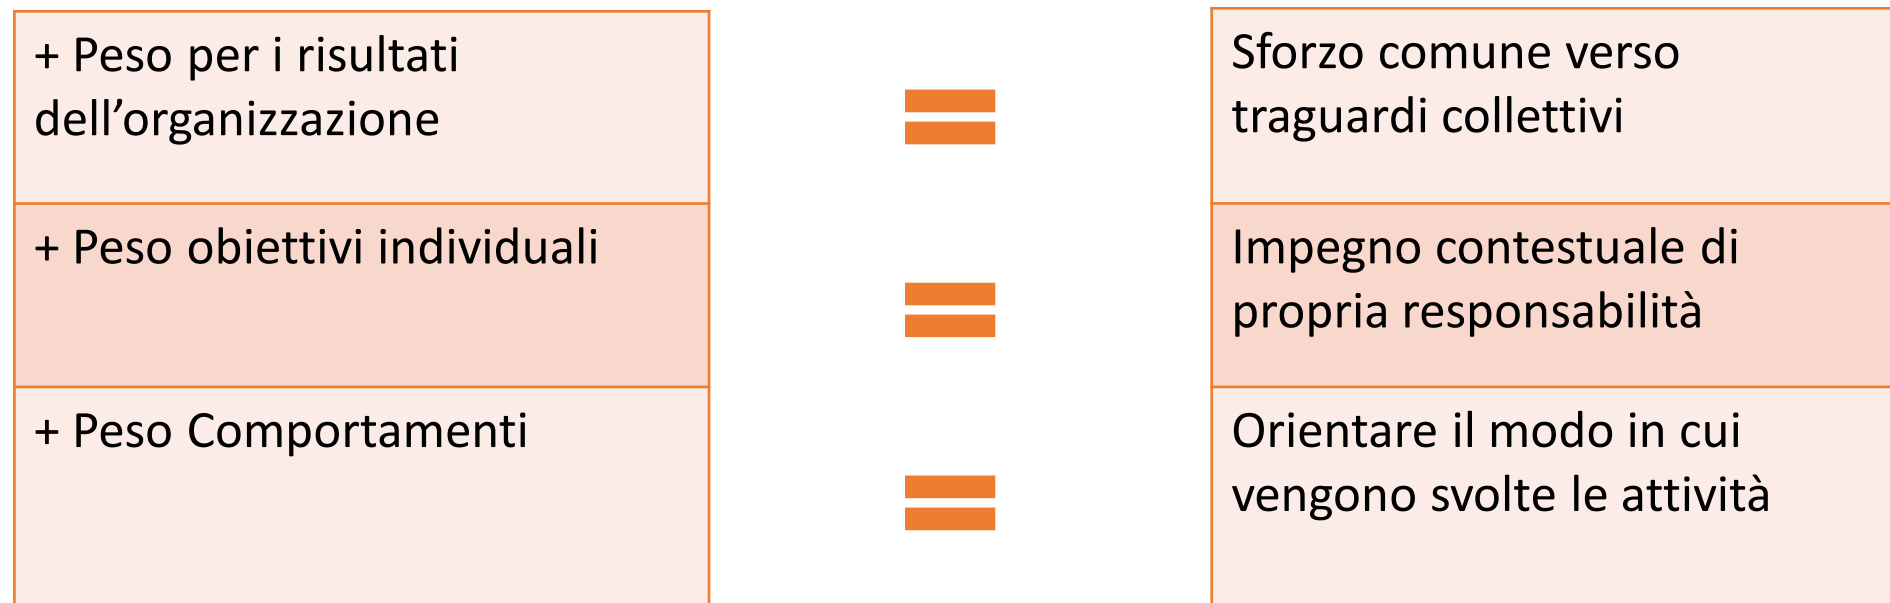 + Peso per i risultati
dell’organizzazione
Sforzo comune verso
traguardi collettivi
+ Peso obiettivi individuali
Impegno contestuale di
propria responsabilità
+ Peso Comportamenti
Orientare il modo in cui
vengono svolte le attività